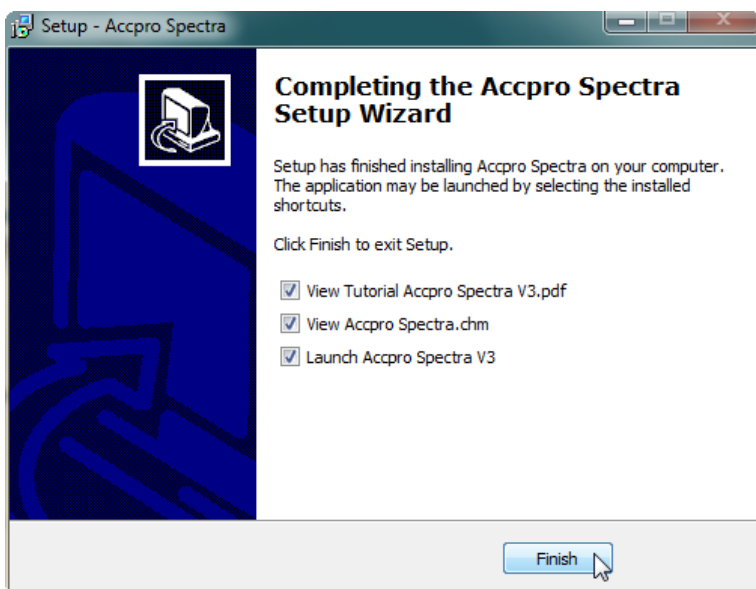 Setup - Accpro Spectra
Completing the Accpro Spectra
Setup Wizard
Setup has finished installing Accpro Spectra on your computer.
The application may be launched by selecting the installed
shortcuts.
Click Finish to exit Setup.
View Tutorial Accpro Spectra V3.pdf
View Accpro Spectra.chm
Launch Accpro Spectra V3
Finish